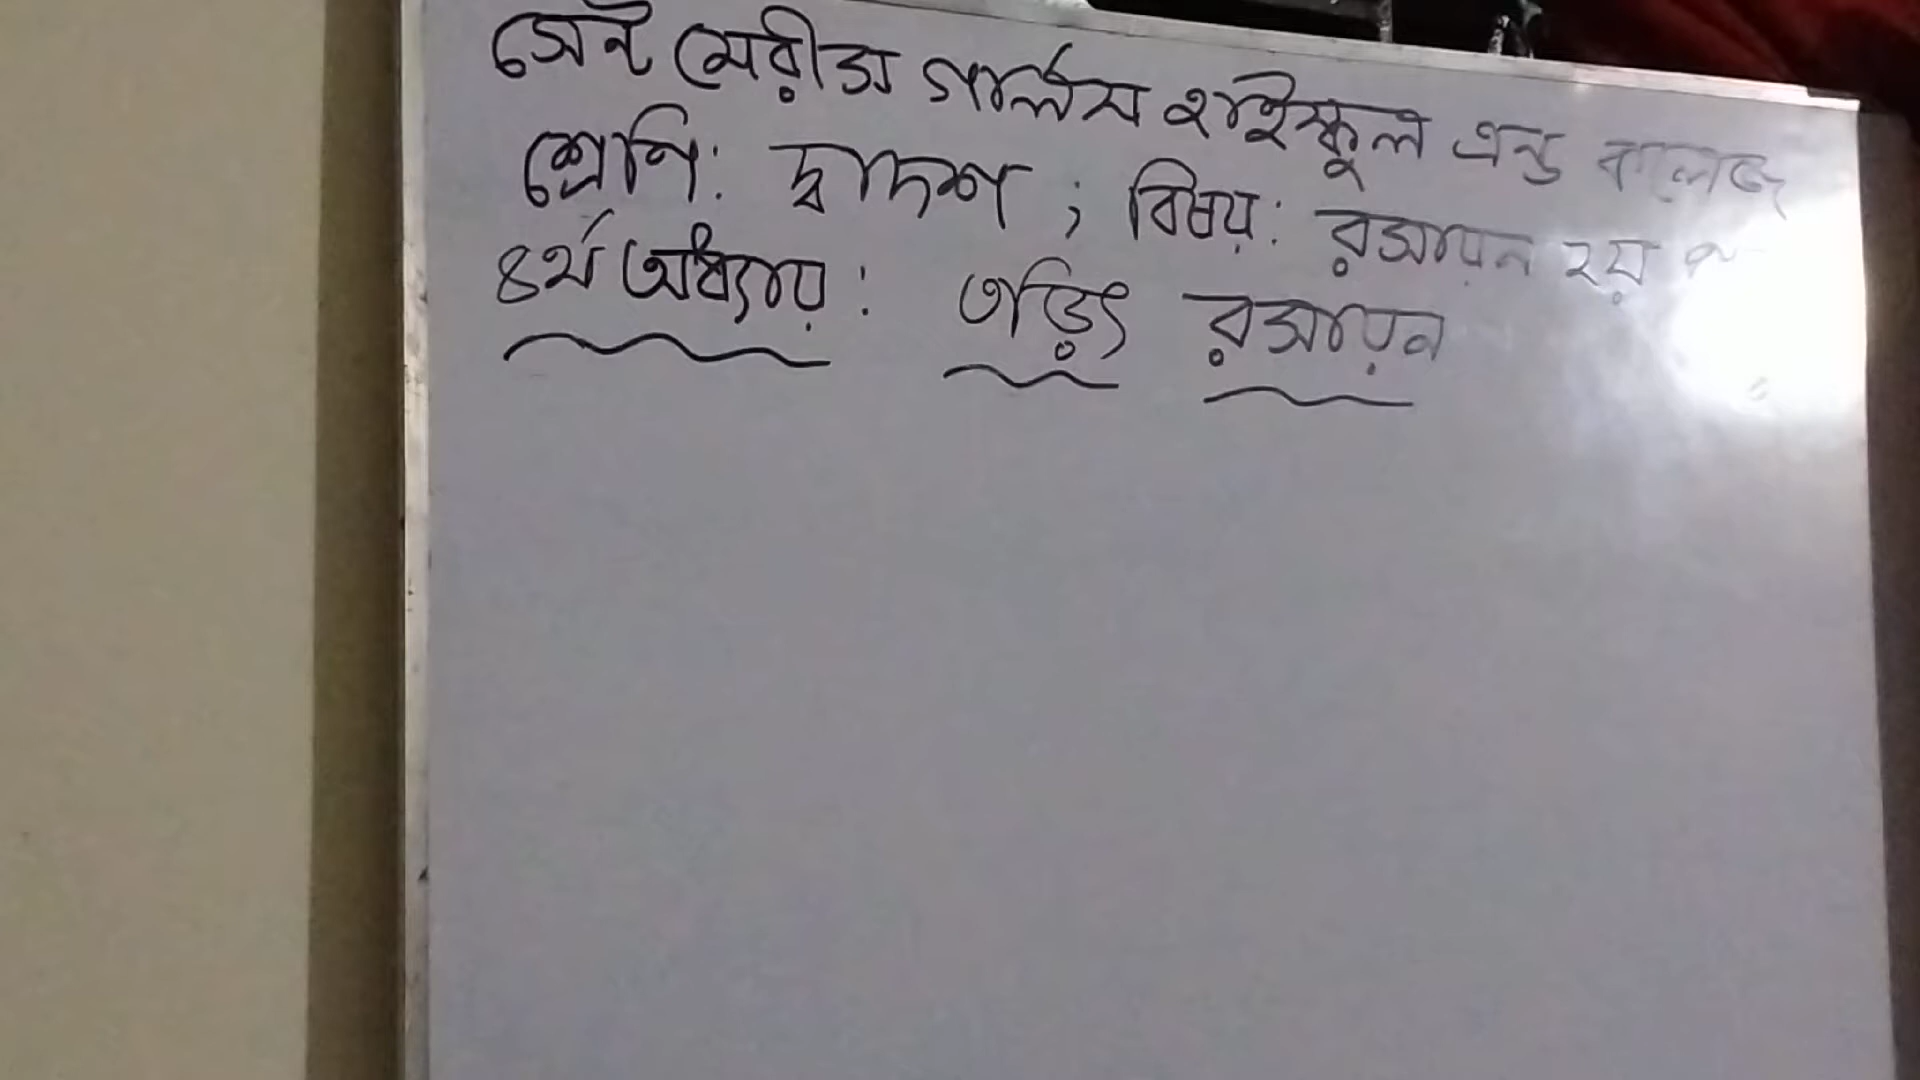 সেন্ট মেরীস গার্লস হাইস্কুল এন্ড কলেজ
শ্রেণি: দ্বাদশ ; বিষয়: রসায়ন ২য়
৪র্থ অধ্যায়: তড়িৎ রসায়ন